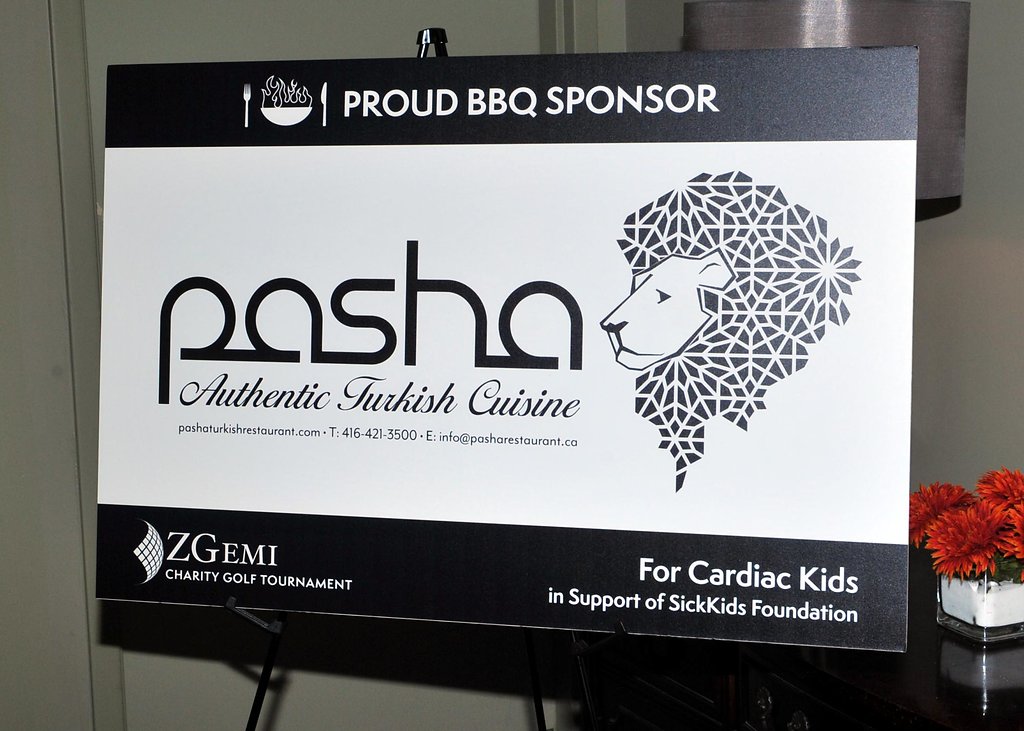 PROUD BBQ SPONSOR
pasha
Authentic Turkish Cuisine
pashaturkishrestaurant.com • T: 416-421-3500 • E: info@pasharestaurant.ca
ZGEMI
CHARITY GOLF TOURNAMENT
For Cardiac Kids
in Support of SickKids Foundation